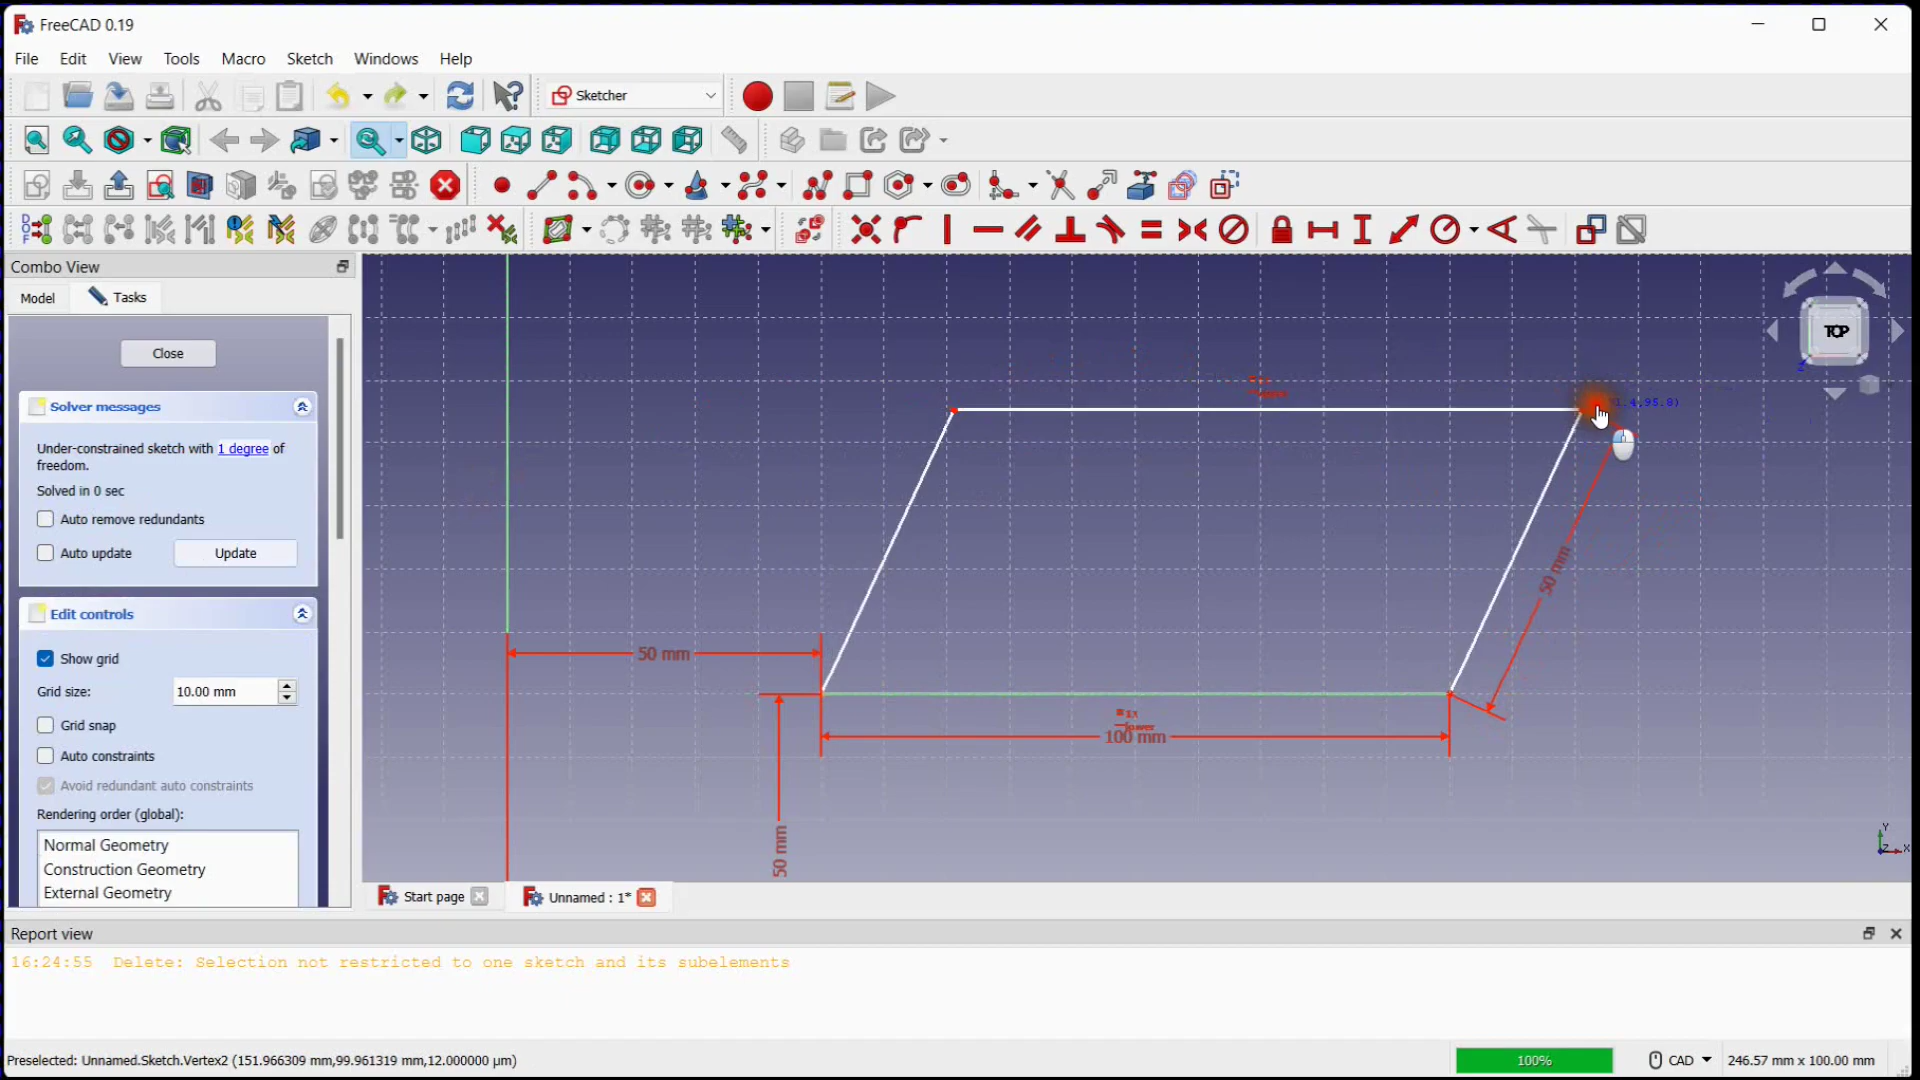 FreeCAD 0.19
File Edit View Tools Macro Sketch Windows Help
Sketcher
Combo View
Model Tasks
Close
Solver messages
Under-constrained sketch with 1 degree of
freedom.
Solved in 0 sec
Auto remove redundants
Auto update Update
Edit controls
Show grid
Grid size: 10.00 mm
Grid snap
Auto constraints
Avoid redundant auto constraints
Rendering order (global):
Normal Geometry
Construction Geometry
External Geometry
TOP
Z
50 mm
50 mm
100 mm
50 mm
Y
Z X
Start page Unnamed : 1*
Report view
16:24:55 Delete: Selection not restricted to one sketch and its subelements
Preselected: Unnamed.Sketch.Vertex2 (151.966309 mm,99.961319 mm,12.000000 µm)
100% CAD 246.57 mm x 100.00 mm